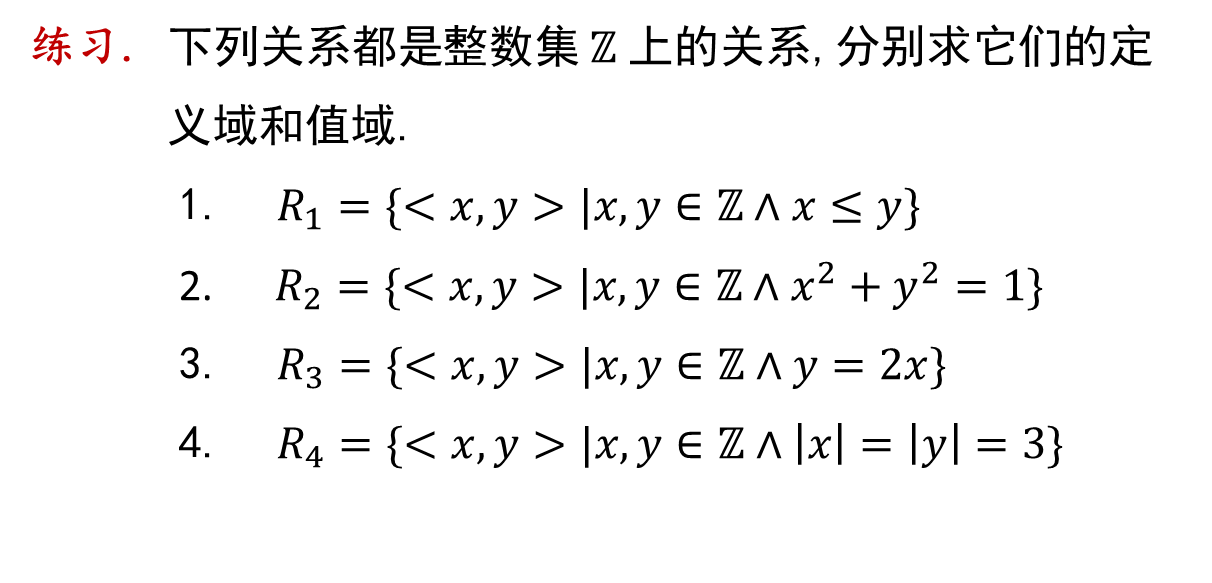 练习. 下列关系都是整数集 ℤ 上的关系, 分别求它们的定
义域和值域.
1. R₁ = {< x, y > |x, y ∈ ℤ ∧ x ≤ y}
2. R₂ = {< x, y > |x, y ∈ ℤ ∧ x² + y² = 1}
3. R₃ = {< x, y > |x, y ∈ ℤ ∧ y = 2x}
4. R₄ = {< x, y > |x, y ∈ ℤ ∧ |x| = |y| = 3}